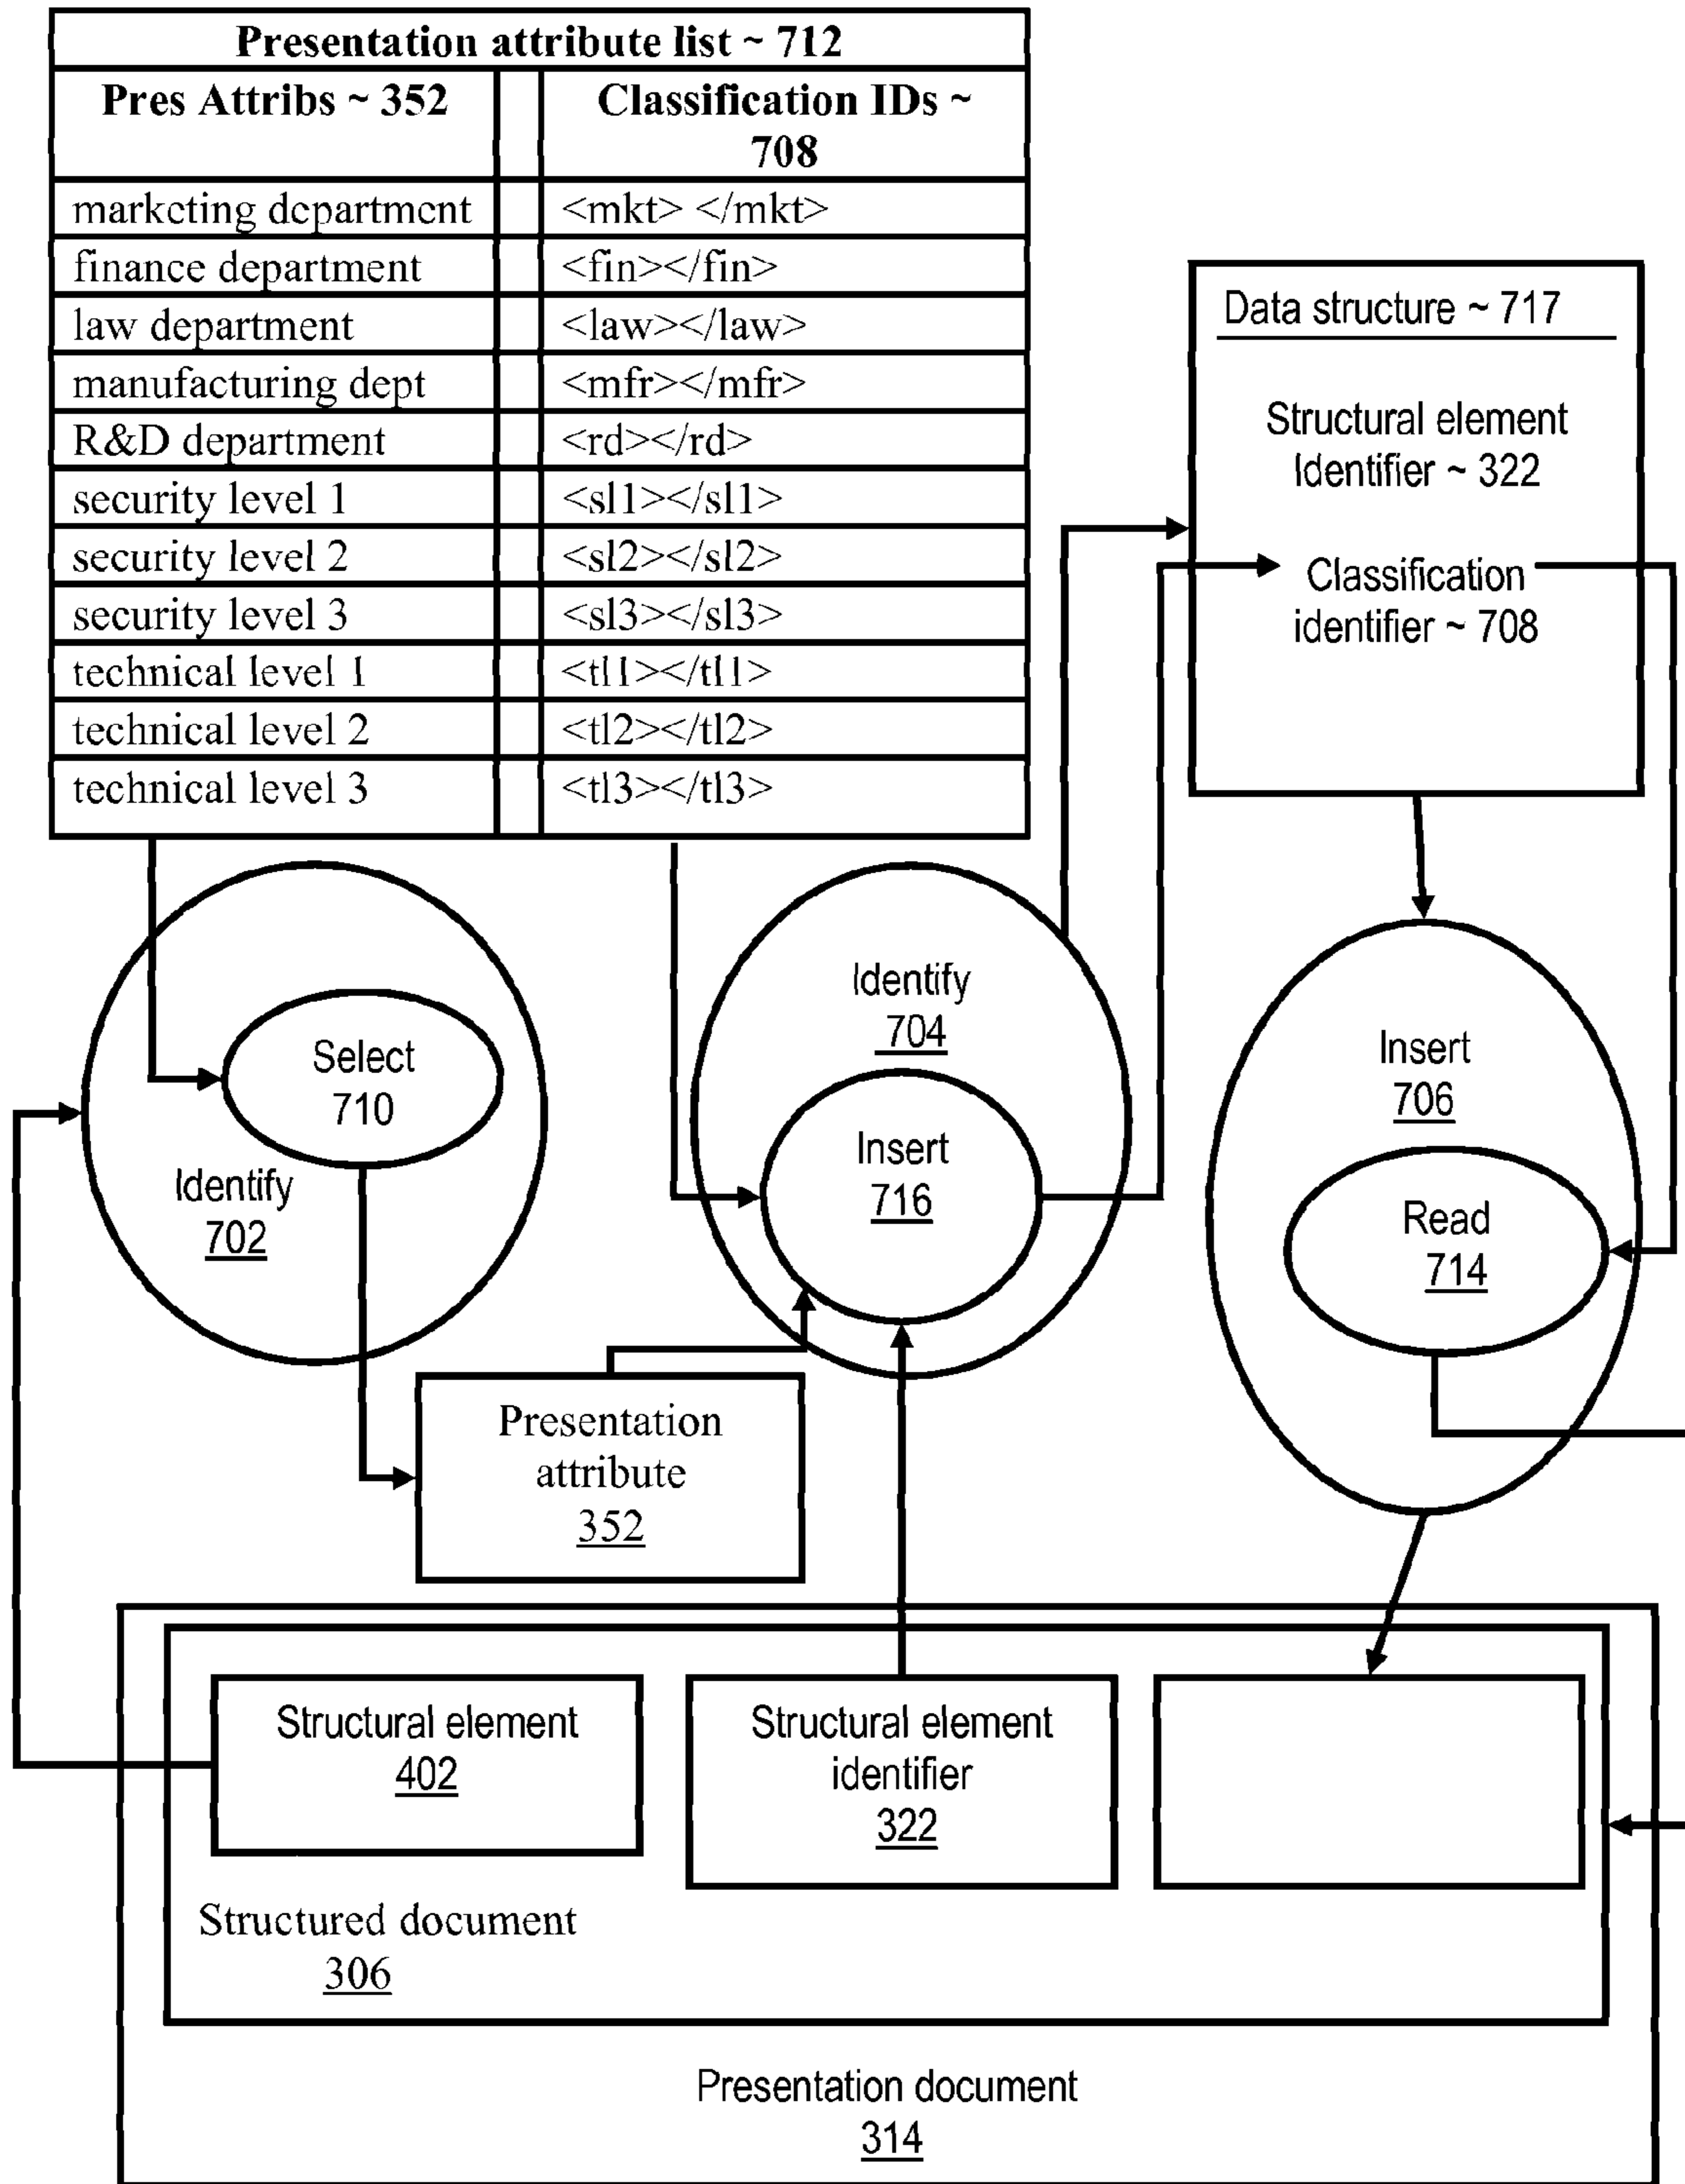 Presentation attribute list ~ 712
Pres Attribs ~ 352
Classification IDs ~
708
marketing department
<mkt> </mkt>
finance department
<fin></fin>
law department
<law></law>
manufacturing dept
<mfr></mfr>
R&D department
<rd></rd>
security level 1
<sl1></sl1>
security level 2
<sl2></sl2>
security level 3
<sl3></sl3>
technical level 1
<tl1></tl1>
technical level 2
<tl2></tl2>
technical level 3
<tl3></tl3>
Data structure ~ 717
Structural element
Identifier ~ 322
Classification
identifier ~ 708
Select
710
Identify
702
Identify
704
Insert
716
Insert
706
Read
714
Presentation
attribute
352
Structural element
402
Structural element
identifier
322
Structured document
306
Presentation document
314